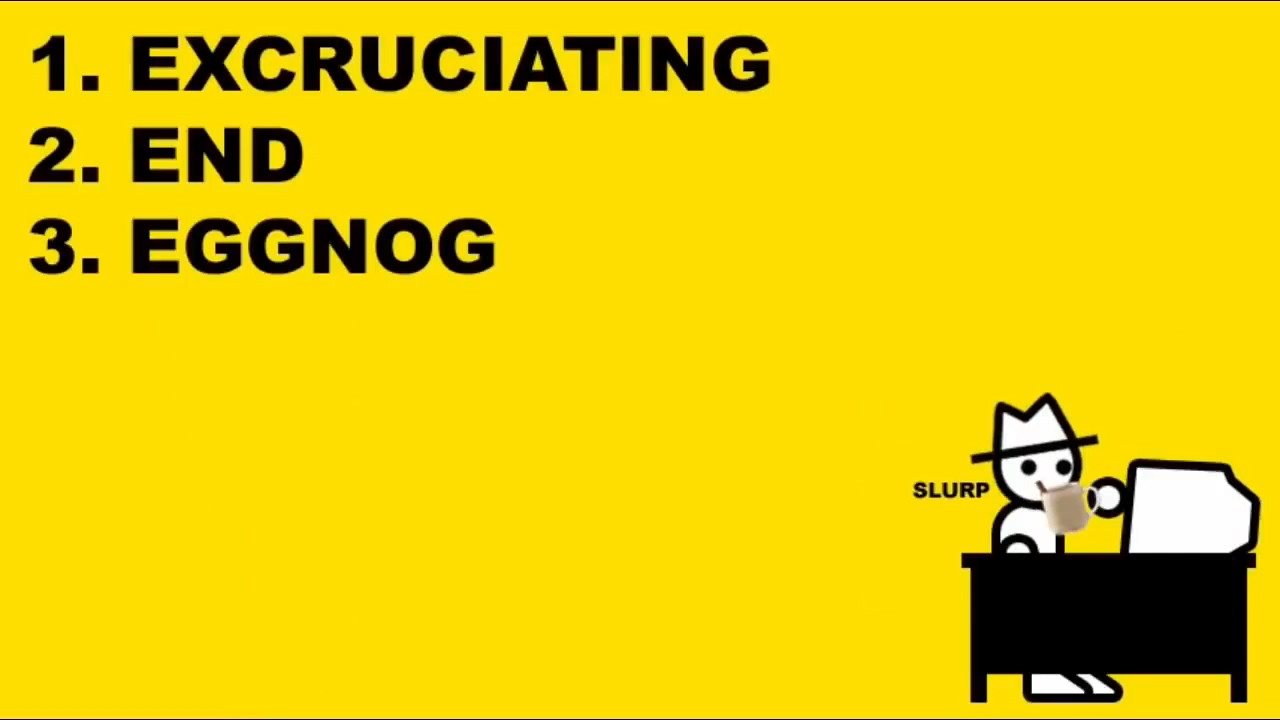 1. EXCRUCIATING
2. END
3. EGGNOG
SLURP